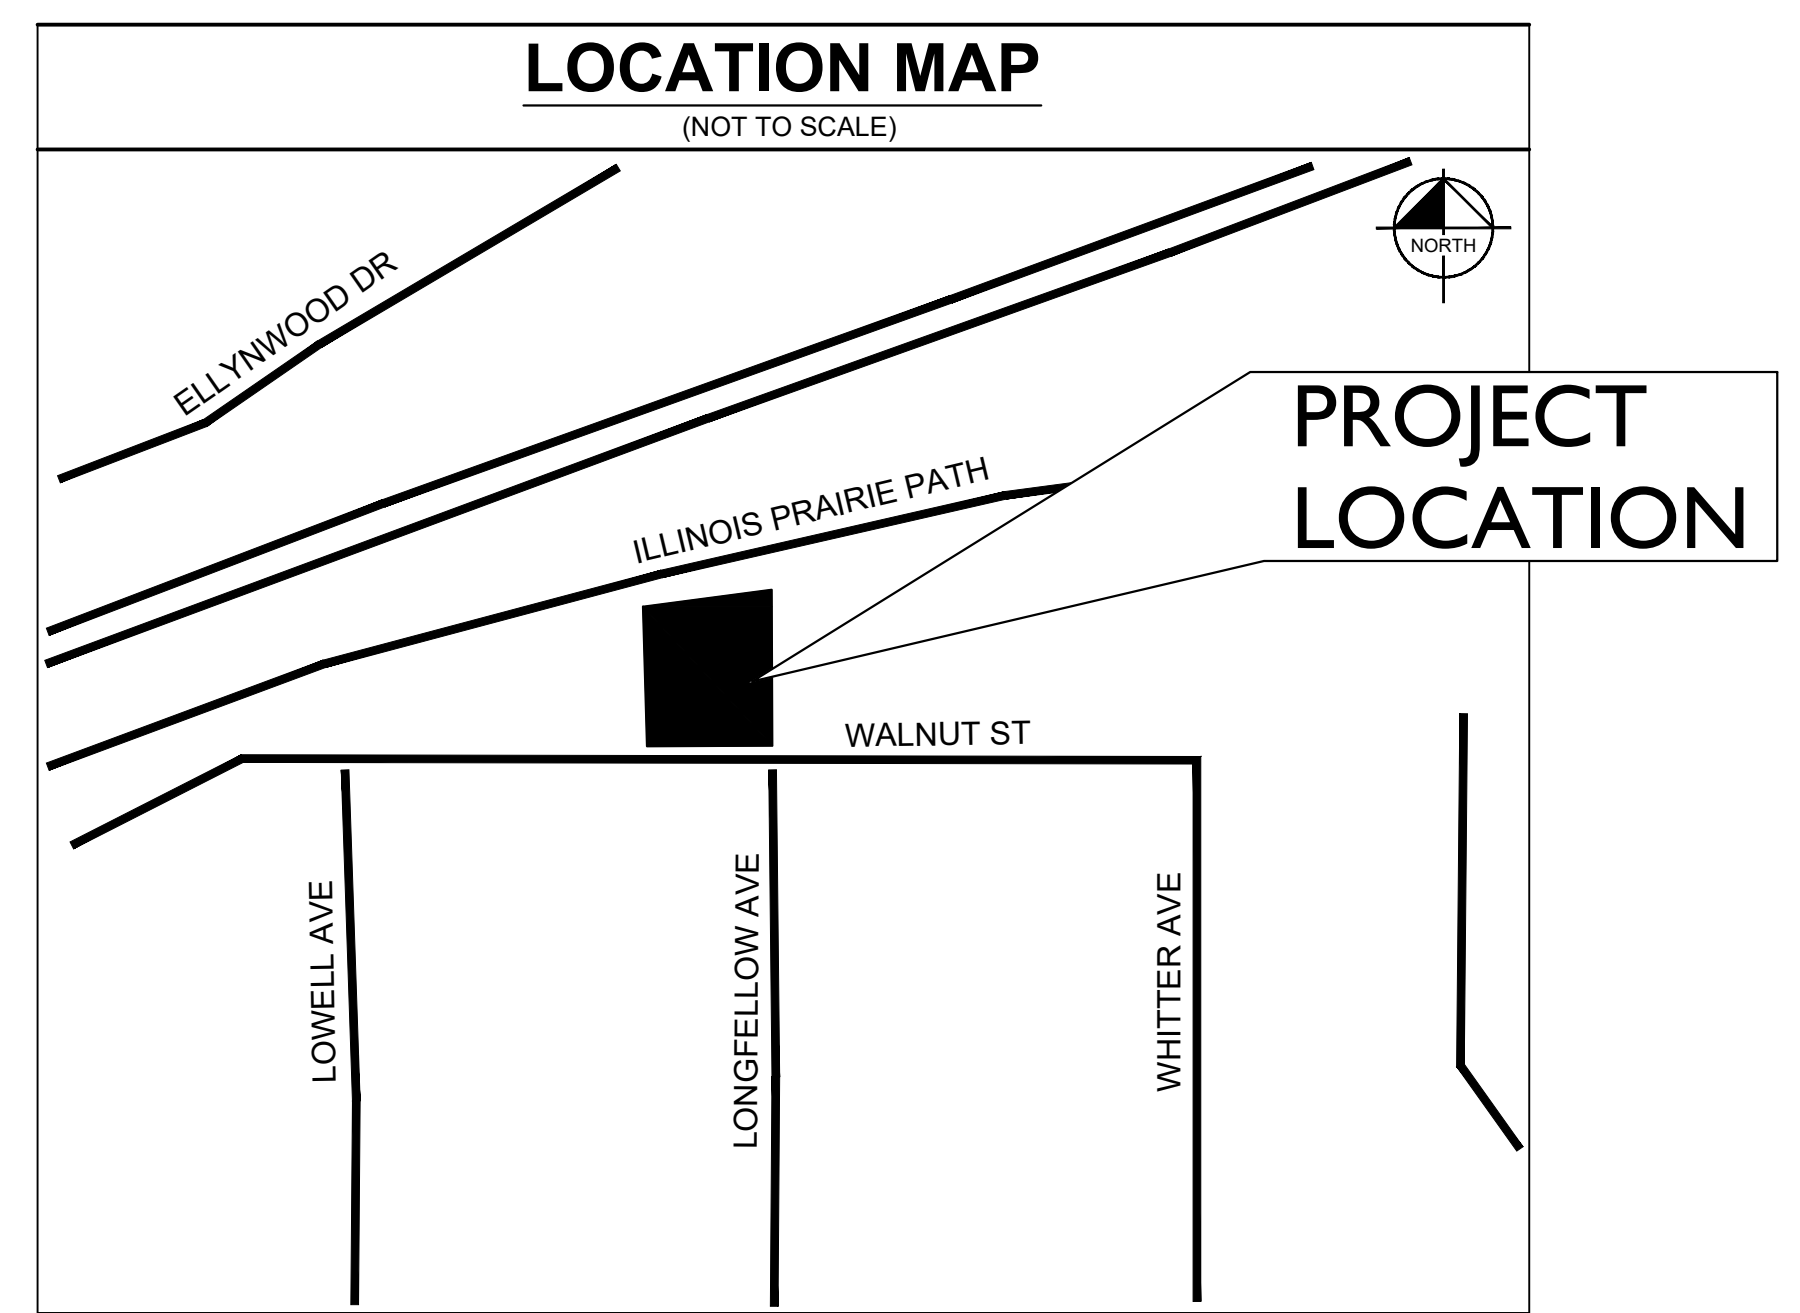 LOCATION MAP
(NOT TO SCALE)
NORTH
ELLYNWOOD DR
PROJECT
LOCATION
ILLINOIS PRAIRIE PATH
WALNUT ST
LOWELL AVE
LONGFELLOW AVE
WHITTER AVE